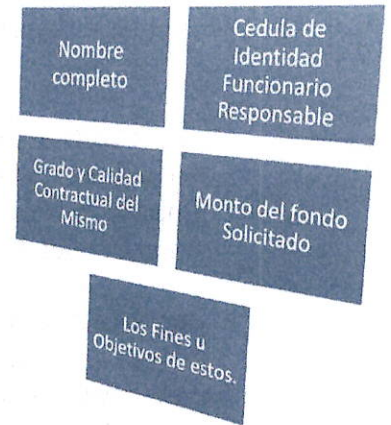 Nombre
completo
Cedula de
Identidad
Funcionario
Responsable
Grado y Calidad
Contractual del
Mismo
Monto del fondo
Solicitado
Los Fines u
Objetivos de estos.